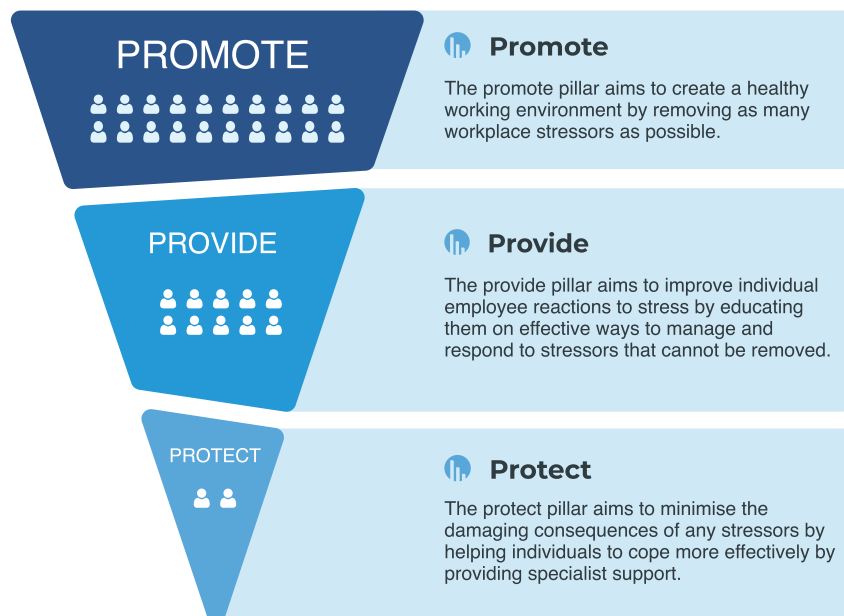 PROMOTE
Promote
The promote pillar aims to create a healthy
working environment by removing as many
workplace stressors as possible.
PROVIDE
Provide
The provide pillar aims to improve individual
employee reactions to stress by educating
them on effective ways to manage and
respond to stressors that cannot be removed.
PROTECT
Protect
The protect pillar aims to minimise the
damaging consequences of any stressors by
helping individuals to cope more effectively by
providing specialist support.